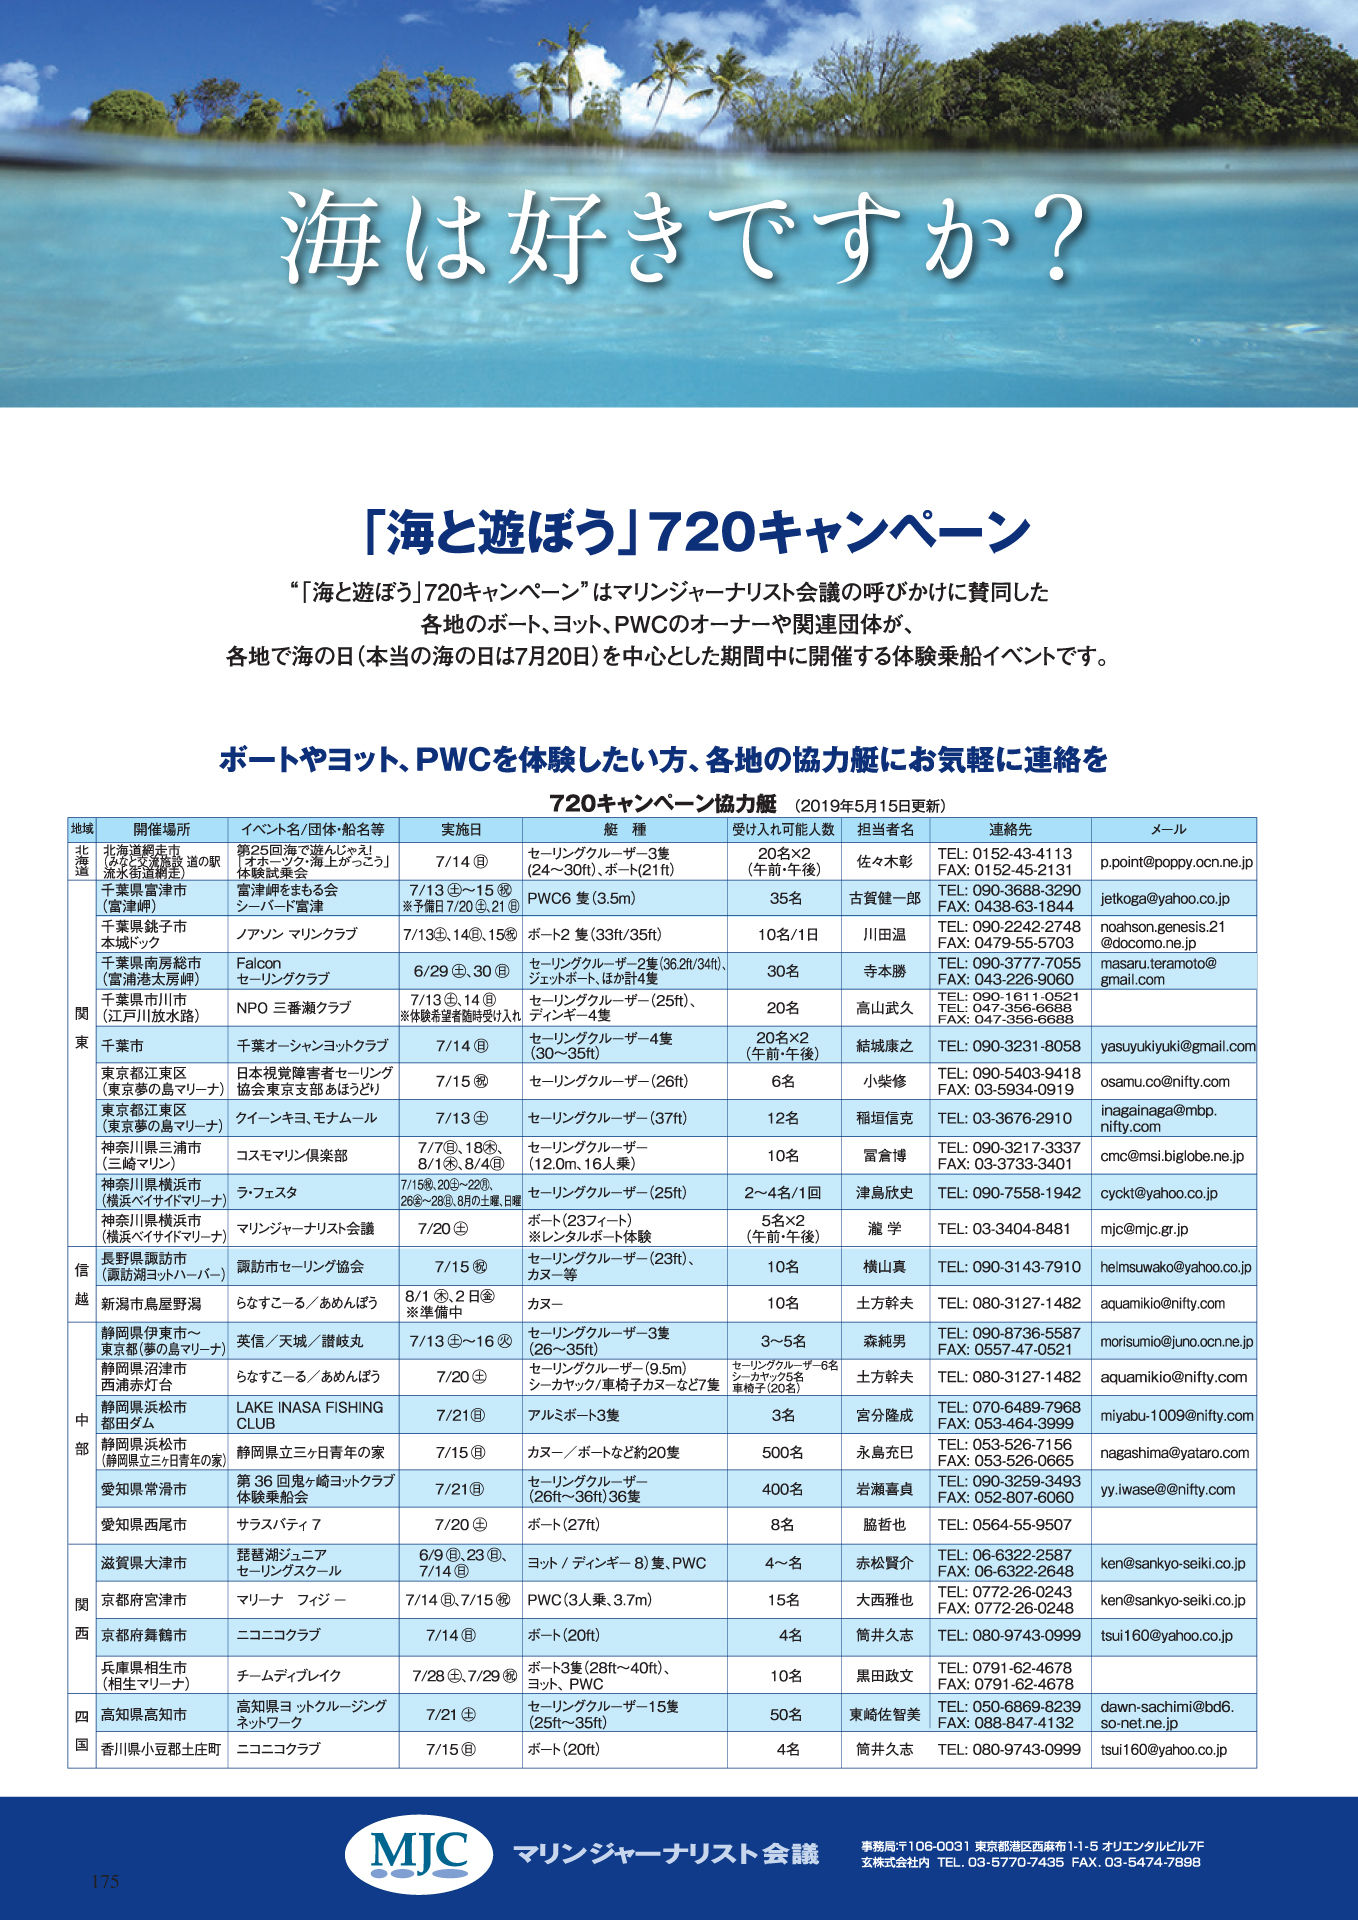 海は好きですか?
「海と遊ぼう」720キャンペーン
“「海と遊ぼう」720キャンペーン”はマリンジャーナリスト会議の呼びかけに賛同した
各地のボート、ヨット、PWCのオーナーや関連団体が、
各地で海の日(本当の海の日は7月20日)を中心とした期間中に開催する体験乗船イベントです。
ボートやヨット、PWCを体験したい方、各地の協力艇にお気軽に連絡を
720キャンペーン協力艇 (2019年5月15日更新)
地域 開催場所 イベント名/団体・船名等 実施日 艇 種 受け入れ可能人数 担当者名 連絡先 メール
北海道
北海道網走市 (みなと交流施設 道の駅 流氷街道網走) 第25回海で遊んじゃえ! 「オホーツク・海上がっこう」 体験試乗会 7/14㊐ セーリングクルーザー3隻 (24〜30ft)、ボート(21ft) 20名×2 (午前・午後) 佐々木彰 TEL: 0152-43-4113 FAX: 0152-45-2131 p.point@poppy.ocn.ne.jp
関東
千葉県富津市 (富津岬) 富津岬をまもる会 シーバード富津 7/13㊏〜15㊗ ※予備日7/20㊏、21㊐ PWC6 隻(3.5m) 35名 古賀健一郎 TEL: 090-3688-3290 FAX: 0438-63-1844 jetkoga@yahoo.co.jp
千葉県銚子市 本城ドック ノアソン マリンクラブ 7/13㊏、14㊐、15㊗ ボート2 隻(33ft/35ft) 10名/1日 川田温 TEL: 090-2242-2748 FAX: 0479-55-5703 noahson.genesis.21 @docomo.ne.jp
千葉県南房総市 (富浦港太房岬) Falcon セーリングクラブ 6/29㊏、30㊐ セーリングクルーザー2隻(36.2ft/34ft)、 ジェットボート、ほか計4隻 30名 寺本勝 TEL: 090-3777-7055 FAX: 043-226-9060 masaru.teramoto@ gmail.com
千葉県市川市 (江戸川放水路) NPO 三番瀬クラブ 7/13㊏、14㊐ ※体験希望者随時受け入れ セーリングクルーザー(25ft)、 ディンギー4隻 20名 高山武久 TEL: 090-1611-0521 TEL: 047-356-6688 FAX: 047-356-6688
千葉市 千葉オーシャンヨットクラブ 7/14㊐ セーリングクルーザー4隻 (30〜35ft) 20名×2 (午前・午後) 結城康之 TEL: 090-3231-8058 yasuyukiyuki@gmail.com
東京都江東区 (東京夢の島マリーナ) 日本視覚障害者セーリング 協会東京支部あほうどり 7/15㊗ セーリングクルーザー(26ft) 6名 小柴修 TEL: 090-5403-9418 FAX: 03-5934-0919 osamu.co@nifty.com
東京都江東区 (東京夢の島マリーナ) クイーンキヨ、モナムール 7/13㊏ セーリングクルーザー(37ft) 12名 稲垣信克 TEL: 03-3676-2910 inagainaga@mbp. nifty.com
神奈川県三浦市 (三崎マリン) コスモマリン倶楽部 7/7㊐、18㊍、 8/1㊍、8/4㊐ セーリングクルーザー (12.0m、16人乗) 10名 冨倉博 TEL: 090-3217-3337 FAX: 03-3733-3401 cmc@msi.biglobe.ne.jp
神奈川県横浜市 (横浜ベイサイドマリーナ) ラ・フェスタ 7/15㊗、20㊏〜22㊊、 26㊎〜28㊐、8月の土曜、日曜 セーリングクルーザー(25ft) 2〜4名/1回 津島欣史 TEL: 090-7558-1942 cyckt@yahoo.co.jp
神奈川県横浜市 (横浜ベイサイドマリーナ) マリンジャーナリスト会議 7/20㊏ ボート(23フィート) ※レンタルボート体験 5名×2 (午前・午後) 瀧 学 TEL: 03-3404-8481 mjc@mjc.gr.jp
信越
長野県諏訪市 (諏訪湖ヨットハーバー) 諏訪市セーリング協会 7/15㊗ セーリングクルーザー(23ft)、 カヌー等 10名 横山真 TEL: 090-3143-7910 helmsuwako@yahoo.co.jp
新潟市鳥屋野潟 らなすこーる/あめんぼう 8/1㊍、2日㊎ ※準備中 カヌー 10名 土方幹夫 TEL: 080-3127-1482 aquamikio@nifty.com
中部
静岡県伊東市〜 東京都(夢の島マリーナ) 英信/天城/讃岐丸 7/13㊏〜16㊋ セーリングクルーザー3隻 (26〜35ft) 3〜5名 森純男 TEL: 090-8736-5587 FAX: 0557-47-0521 morisumio@juno.ocn.ne.jp
静岡県沼津市 西浦赤灯台 らなすこーる/あめんぼう 7/20㊏ セーリングクルーザー(9.5m) シーカヤック/車椅子カヌーなど7隻 セーリングクルーザー6名 シーカヤック5名 車椅子(20名) 土方幹夫 TEL: 080-3127-1482 aquamikio@nifty.com
静岡県浜松市 都田ダム LAKE INASA FISHING CLUB 7/21㊐ アルミボート3隻 3名 宮分隆成 TEL: 070-6489-7968 FAX: 053-464-3999 miyabu-1009@nifty.com
静岡県浜松市 (静岡県立三ヶ日青年の家) 静岡県立三ヶ日青年の家 7/15㊐ カヌー/ボートなど約20隻 500名 永島充巳 TEL: 053-526-7156 FAX: 053-526-0665 nagashima@yataro.com
愛知県常滑市 第 36 回鬼ヶ崎ヨットクラブ 体験乗船会 7/21㊐ セーリングクルーザー (26ft〜36ft)36隻 400名 岩瀬喜貞 TEL: 090-3259-3493 FAX: 052-807-6060 yy.iwase@@nifty.com
愛知県西尾市 サラスバティ 7 7/20㊏ ボート(27ft) 8名 脇哲也 TEL: 0564-55-9507
関西
滋賀県大津市 琵琶湖ジュニア セーリングスクール 6/9㊐、23㊐、 7/14㊐ ヨット / ディンギー 8)隻、PWC 4〜名 赤松賢介 TEL: 06-6322-2587 FAX: 06-6322-2648 ken@sankyo-seiki.co.jp
京都府宮津市 マリーナ フィジー 7/14㊐、7/15㊗ PWC(3人乗、3.7m) 15名 大西雅也 TEL: 0772-26-0243 FAX: 0772-26-0248 ken@sankyo-seiki.co.jp
京都府舞鶴市 ニコニコクラブ 7/14㊐ ボート(20ft) 4名 筒井久志 TEL: 080-9743-0999 tsui160@yahoo.co.jp
兵庫県相生市 (相生マリーナ) チームディブレイク 7/28㊏、7/29㊗ ボート3隻(28ft〜40ft)、 ヨット、PWC 10名 黒田政文 TEL: 0791-62-4678 FAX: 0791-62-4678
四国
高知県高知市 高知県ヨットクルージング ネットワーク 7/21㊏ セーリングクルーザー15隻 (25ft〜35ft) 50名 東崎佐智美 TEL: 050-6869-8239 FAX: 088-847-4132 dawn-sachimi@bd6. so-net.ne.jp
香川県小豆郡土庄町 ニコニコクラブ 7/15㊐ ボート(20ft) 4名 筒井久志 TEL: 080-9743-0999 tsui160@yahoo.co.jp
MJC マリンジャーナリスト会議
事務局:〒106-0031 東京都港区西麻布1-1-5 オリエンタルビル7F
玄株式会社内 TEL. 03-5770-7435 FAX. 03-5474-7898
175